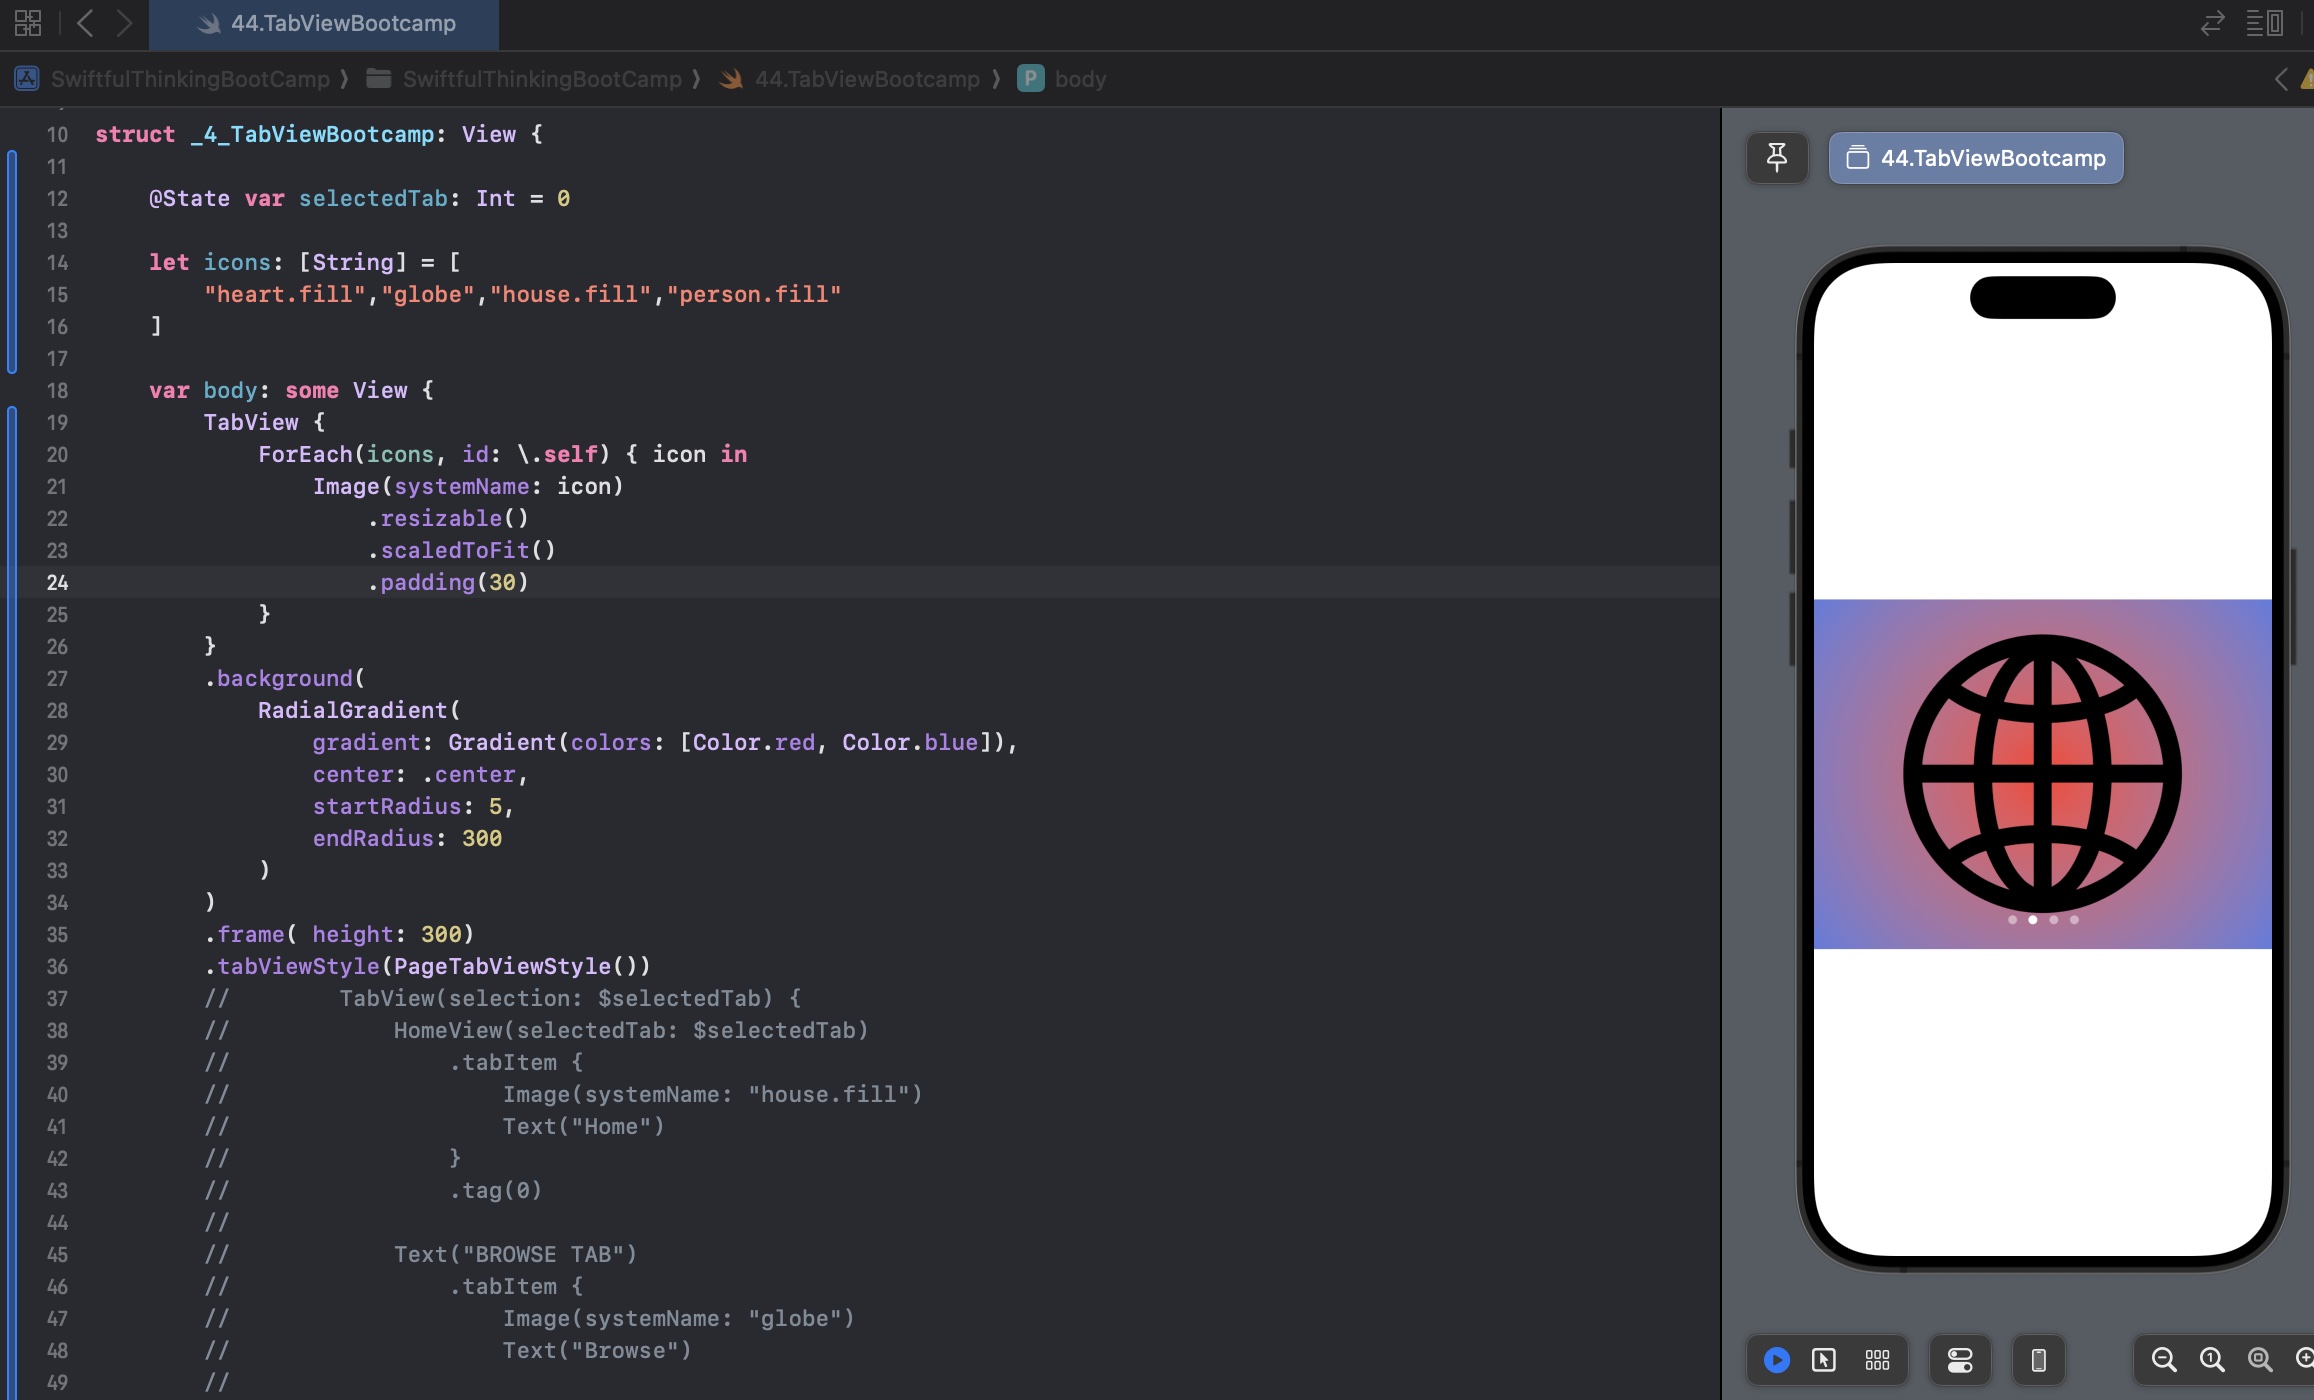 44.TabViewBootcamp
SwiftfulThinkingBootCamp ⟩ SwiftfulThinkingBootCamp ⟩ 44.TabViewBootcamp ⟩ P body
10 struct _4_TabViewBootcamp: View {
11
12     @State var selectedTab: Int = 0
13
14     let icons: [String] = [
15         "heart.fill","globe","house.fill","person.fill"
16     ]
17
18     var body: some View {
19         TabView {
20             ForEach(icons, id: \.self) { icon in
21                 Image(systemName: icon)
22                     .resizable()
23                     .scaledToFit()
24                     .padding(30)
25             }
26         }
27         .background(
28             RadialGradient(
29                 gradient: Gradient(colors: [Color.red, Color.blue]),
30                 center: .center,
31                 startRadius: 5,
32                 endRadius: 300
33             )
34         )
35         .frame( height: 300)
36         .tabViewStyle(PageTabViewStyle())
37         //        TabView(selection: $selectedTab) {
38         //            HomeView(selectedTab: $selectedTab)
39         //                .tabItem {
40         //                    Image(systemName: "house.fill")
41         //                    Text("Home")
42         //                }
43         //                .tag(0)
44         //
45         //            Text("BROWSE TAB")
46         //                .tabItem {
47         //                    Image(systemName: "globe")
48         //                    Text("Browse")
49         //
44.TabViewBootcamp